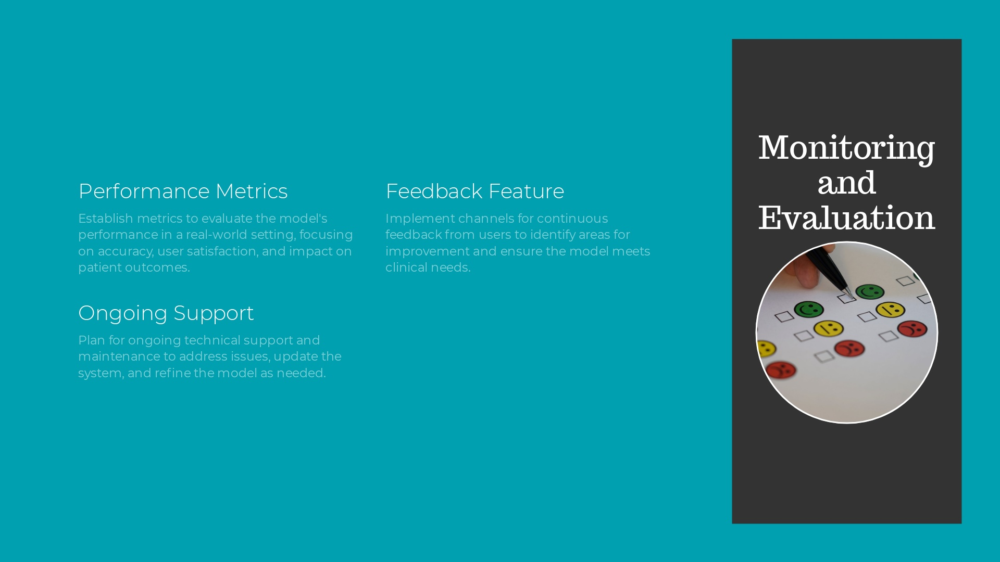 Performance Metrics
Establish metrics to evaluate the model's
performance in a real-world setting, focusing
on accuracy, user satisfaction, and impact on
patient outcomes.
Feedback Feature
Implement channels for continuous
feedback from users to identify areas for
improvement and ensure the model meets
clinical needs.
Ongoing Support
Plan for ongoing technical support and
maintenance to address issues, update the
system, and refine the model as needed.
Monitoring
and
Evaluation